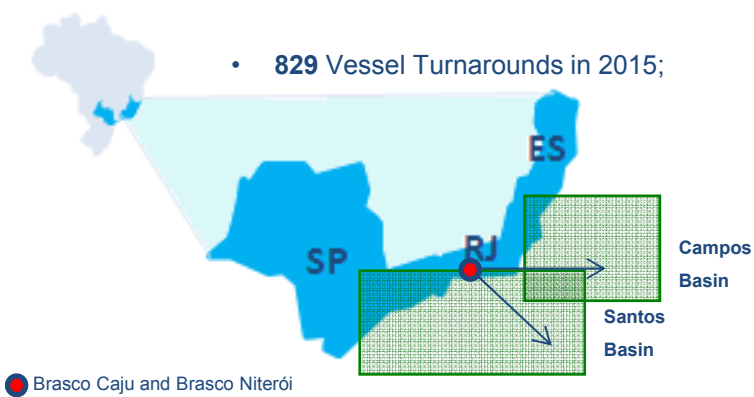 • 829 Vessel Turnarounds in 2015;
ES
RJ
SP
Campos
Basin
Santos
Basin
Brasco Caju and Brasco Niterói